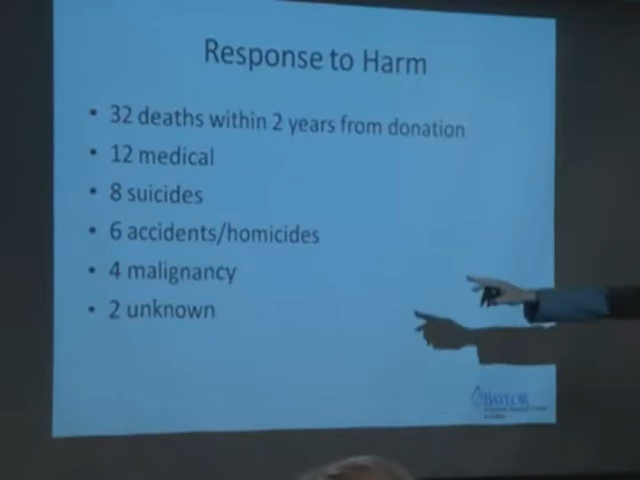 Response to Harm
• 32 deaths within 2 years from donation
• 12 medical
• 8 suicides
• 6 accidents/homicides
• 4 malignancy
• 2 unknown
BAYLOR